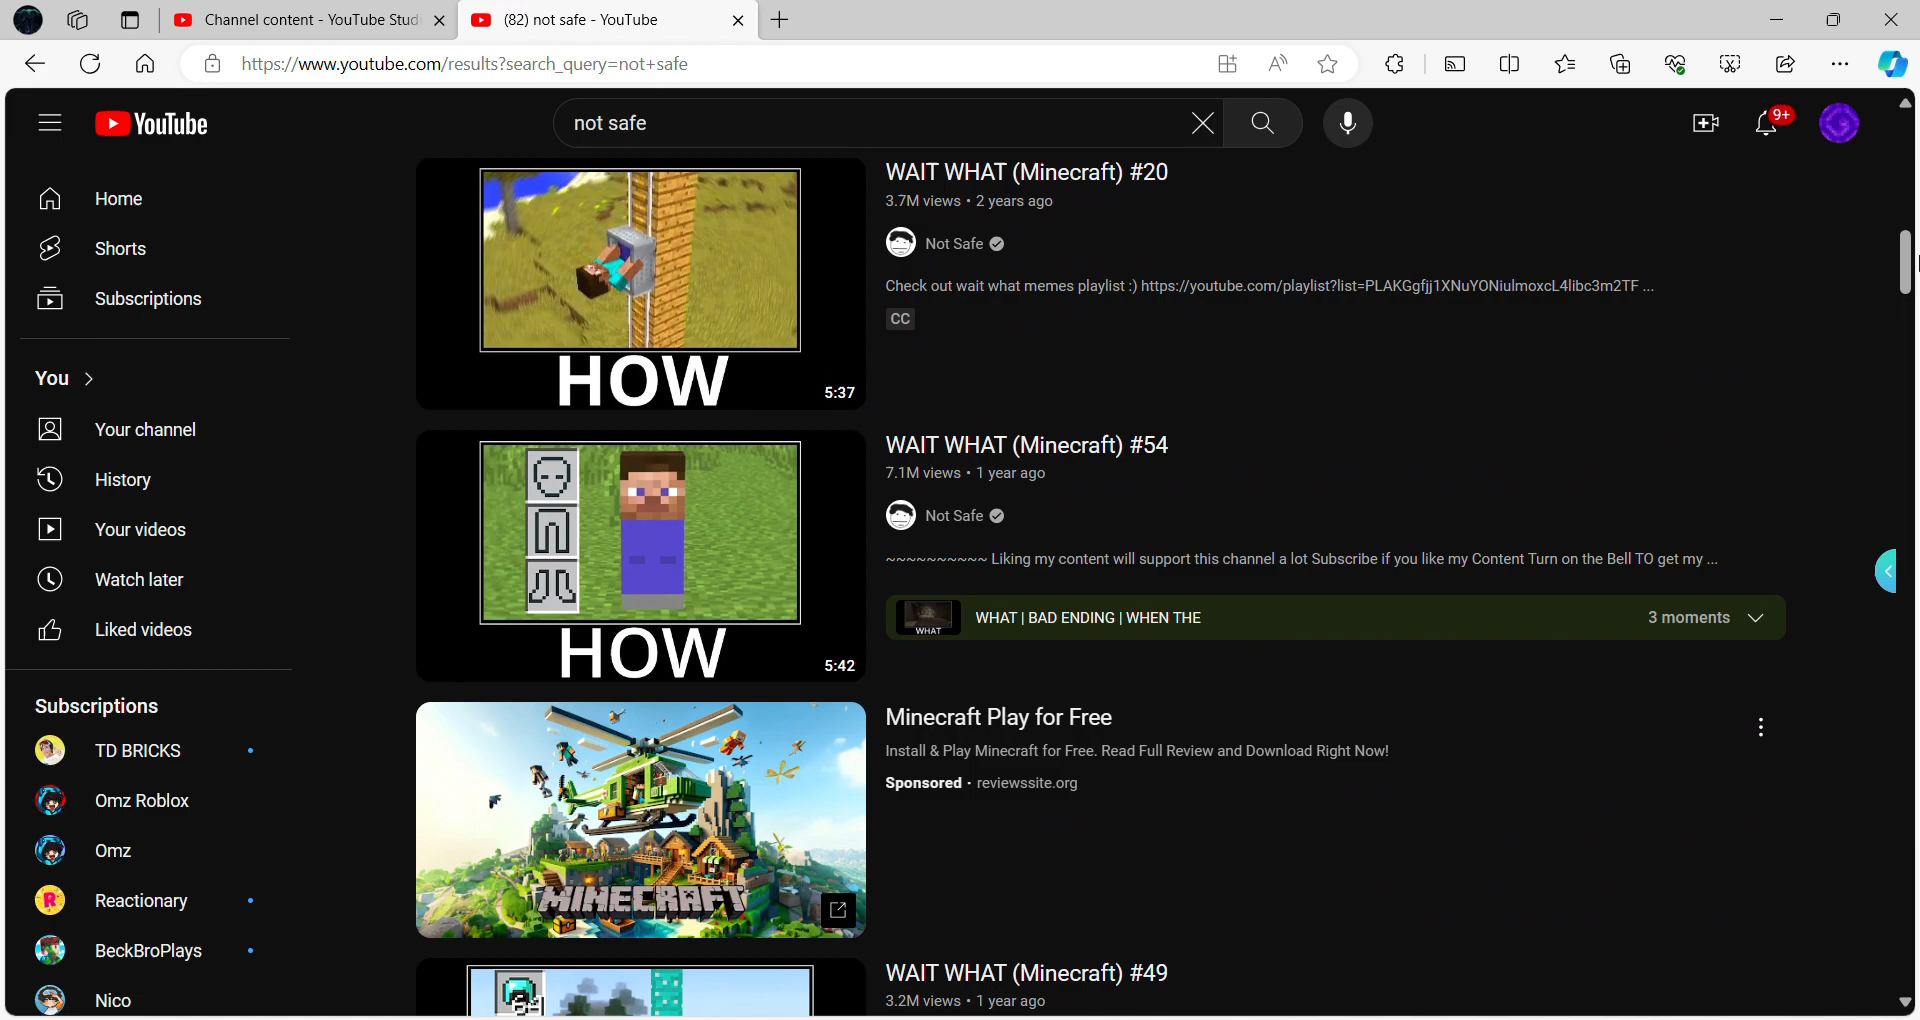 Channel content - YouTube Studi
(82) not safe - YouTube
https://www.youtube.com/results?search_query=not+safe
YouTube
not safe
9+
Home
Shorts
Subscriptions
You
Your channel
History
Your videos
Watch later
Liked videos
Subscriptions
TD BRICKS
Omz Roblox
Omz
Reactionary
BeckBroPlays
Nico
HOW
5:37
WAIT WHAT (Minecraft) #20
3.7M views • 2 years ago
Not Safe
Check out wait what memes playlist :) https://youtube.com/playlist?list=PLAKGgfjj1XNuYONiulmoxcL4libc3m2TF ...
CC
HOW
5:42
WAIT WHAT (Minecraft) #54
7.1M views • 1 year ago
Not Safe
~~~~~~~~~~ Liking my content will support this channel a lot Subscribe if you like my Content Turn on the Bell TO get my ...
WHAT
WHAT | BAD ENDING | WHEN THE
3 moments
MINECRAFT
Minecraft Play for Free
Install & Play Minecraft for Free. Read Full Review and Download Right Now!
Sponsored • reviewssite.org
WAIT WHAT (Minecraft) #49
3.2M views • 1 year ago